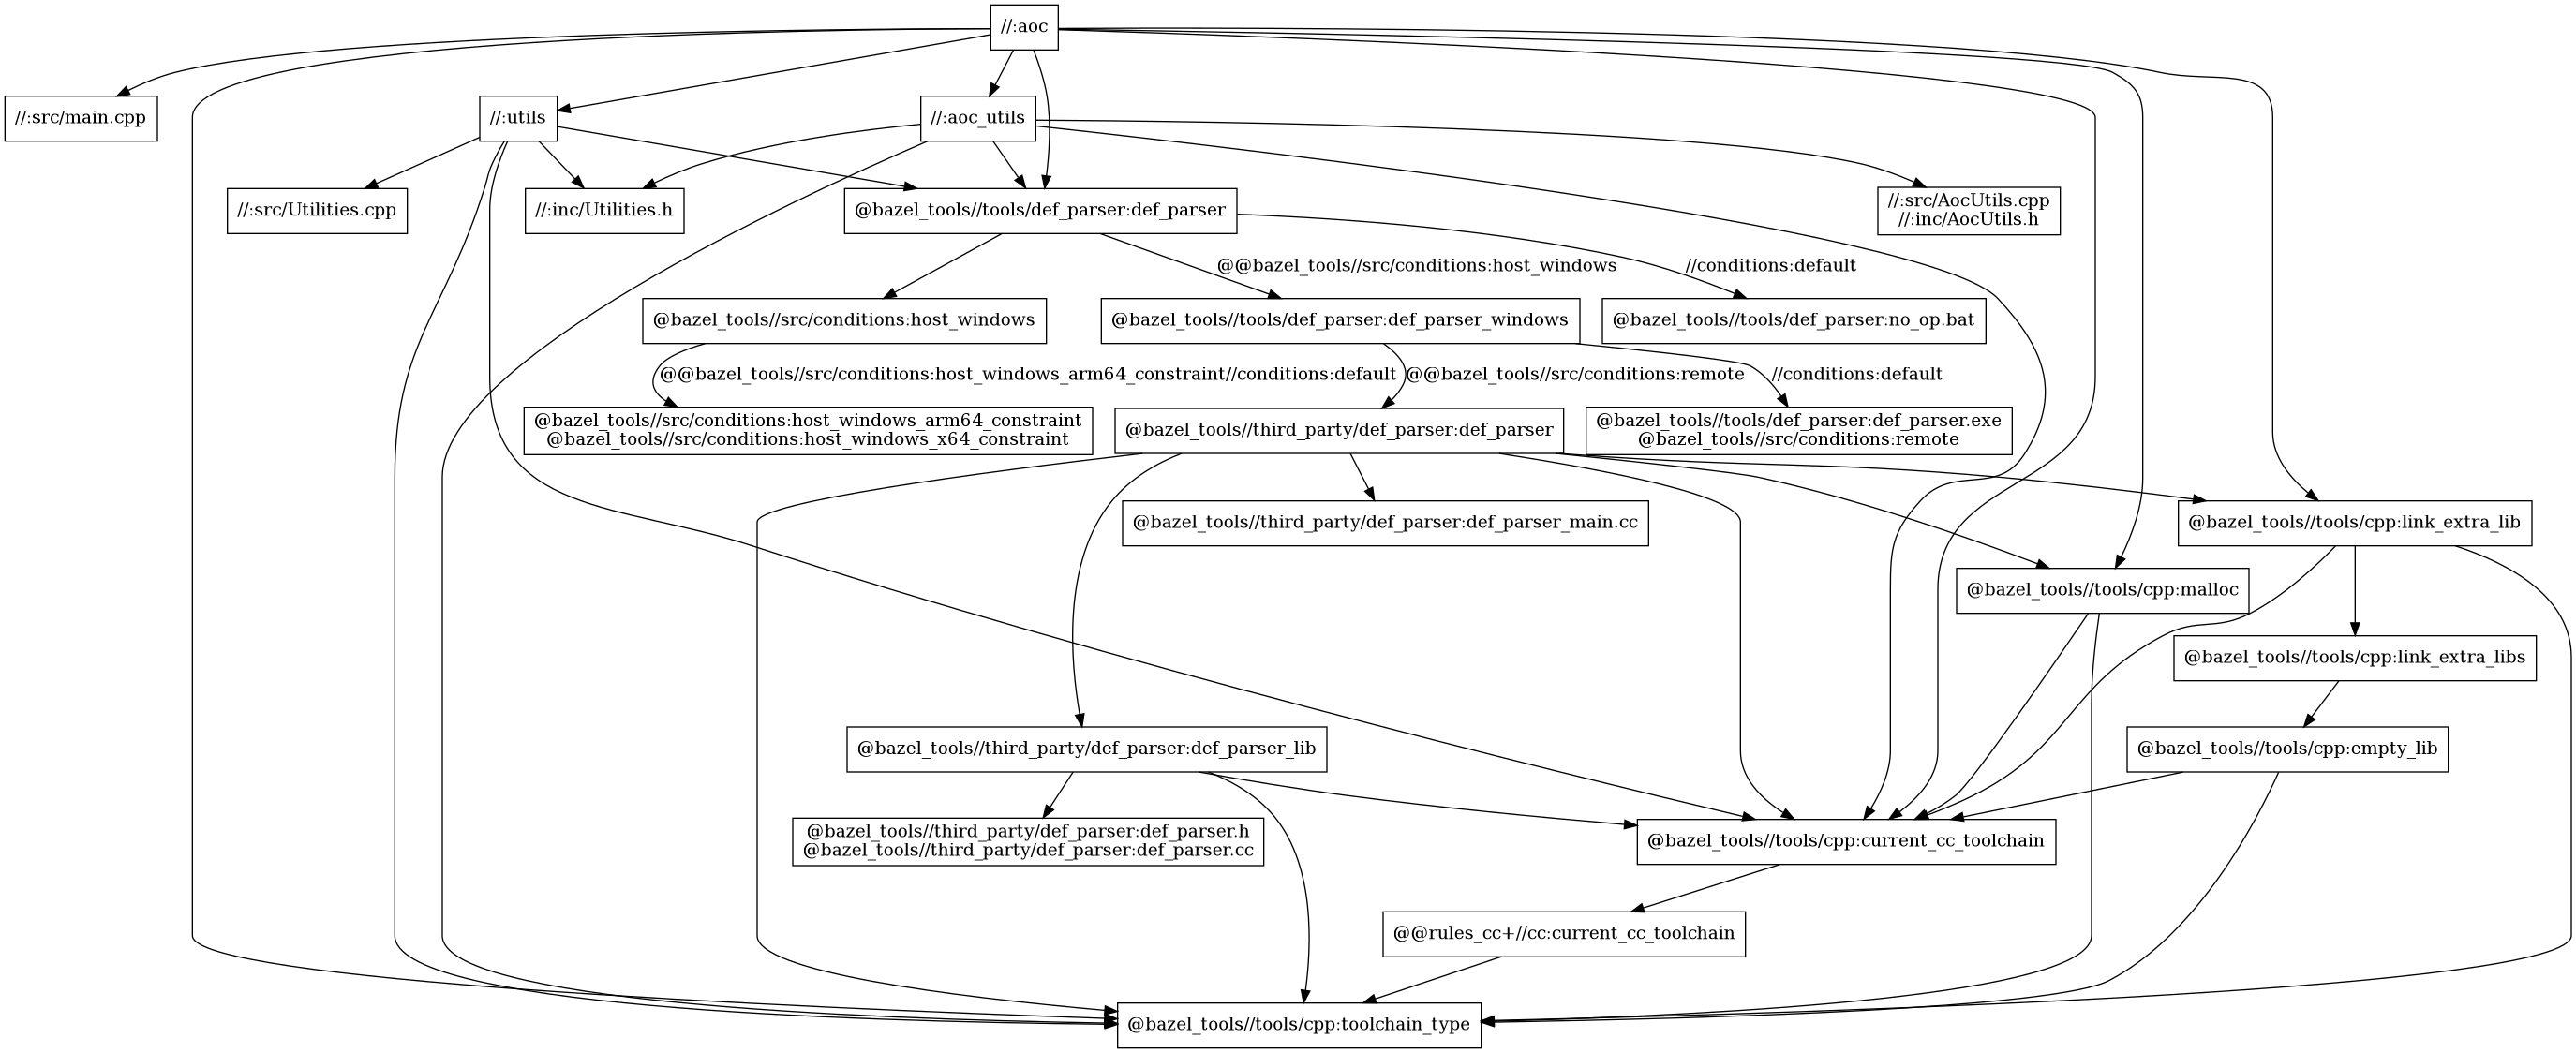 //:aoc
//:src/main.cpp
//:utils
//:aoc_utils
//:src/Utilities.cpp
//:inc/Utilities.h
@bazel_tools//tools/def_parser:def_parser
//:src/AocUtils.cpp
//:inc/AocUtils.h
@@bazel_tools//src/conditions:host_windows
//conditions:default
@bazel_tools//src/conditions:host_windows
@bazel_tools//tools/def_parser:def_parser_windows
@bazel_tools//tools/def_parser:no_op.bat
@@bazel_tools//src/conditions:host_windows_arm64_constraint//conditions:default
@@bazel_tools//src/conditions:remote
//conditions:default
@bazel_tools//src/conditions:host_windows_arm64_constraint
@bazel_tools//src/conditions:host_windows_x64_constraint
@bazel_tools//third_party/def_parser:def_parser
@bazel_tools//tools/def_parser:def_parser.exe
@bazel_tools//src/conditions:remote
@bazel_tools//third_party/def_parser:def_parser_main.cc
@bazel_tools//tools/cpp:link_extra_lib
@bazel_tools//tools/cpp:malloc
@bazel_tools//tools/cpp:link_extra_libs
@bazel_tools//third_party/def_parser:def_parser_lib
@bazel_tools//tools/cpp:empty_lib
@bazel_tools//third_party/def_parser:def_parser.h
@bazel_tools//third_party/def_parser:def_parser.cc
@bazel_tools//tools/cpp:current_cc_toolchain
@@rules_cc+//cc:current_cc_toolchain
@bazel_tools//tools/cpp:toolchain_type